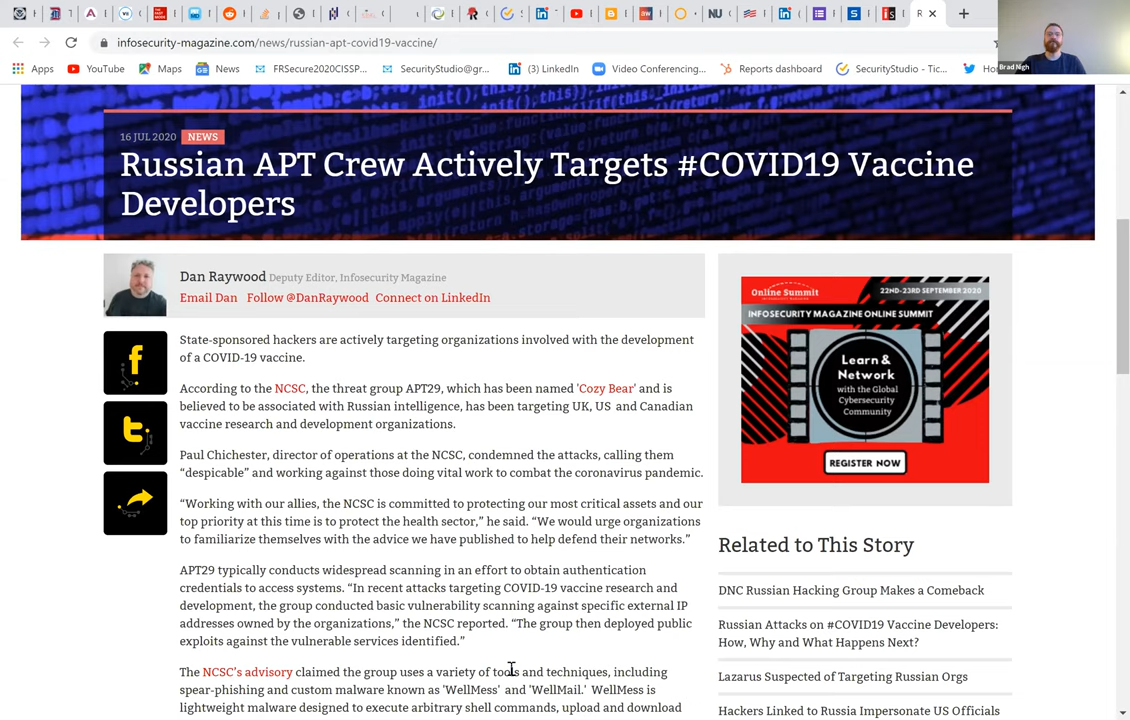 infosecurity-magazine.com/news/russian-apt-covid19-vaccine/
Apps YouTube Maps News FRSecure2020CISSP... SecurityStudio@gr... (3) LinkedIn Video Conferencing... Reports dashboard SecurityStudio - Tic...
Brad Nigh
16 JUL 2020 NEWS
Russian APT Crew Actively Targets #COVID19 Vaccine
Developers
Dan Raywood Deputy Editor, Infosecurity Magazine
Email Dan Follow @DanRaywood Connect on LinkedIn
State-sponsored hackers are actively targeting organizations involved with the development
of a COVID-19 vaccine.
According to the NCSC, the threat group APT29, which has been named 'Cozy Bear' and is
believed to be associated with Russian intelligence, has been targeting UK, US and Canadian
vaccine research and development organizations.
Paul Chichester, director of operations at the NCSC, condemned the attacks, calling them
“despicable” and working against those doing vital work to combat the coronavirus pandemic.
“Working with our allies, the NCSC is committed to protecting our most critical assets and our
top priority at this time is to protect the health sector,” he said. “We would urge organizations
to familiarize themselves with the advice we have published to help defend their networks.”
APT29 typically conducts widespread scanning in an effort to obtain authentication
credentials to access systems. “In recent attacks targeting COVID-19 vaccine research and
development, the group conducted basic vulnerability scanning against specific external IP
addresses owned by the organizations,” the NCSC reported. “The group then deployed public
exploits against the vulnerable services identified.”
The NCSC’s advisory claimed the group uses a variety of tools and techniques, including
spear-phishing and custom malware known as 'WellMess' and 'WellMail.' WellMess is
lightweight malware designed to execute arbitrary shell commands, upload and download
Online Summit
22ND-23RD SEPTEMBER 2020
INFOSECURITY MAGAZINE ONLINE SUMMIT
Learn &
Network
with the Global
Cybersecurity
Community
REGISTER NOW
Related to This Story
DNC Russian Hacking Group Makes a Comeback
Russian Attacks on #COVID19 Vaccine Developers:
How, Why and What Happens Next?
Lazarus Suspected of Targeting Russian Orgs
Hackers Linked to Russia Impersonate US Officials